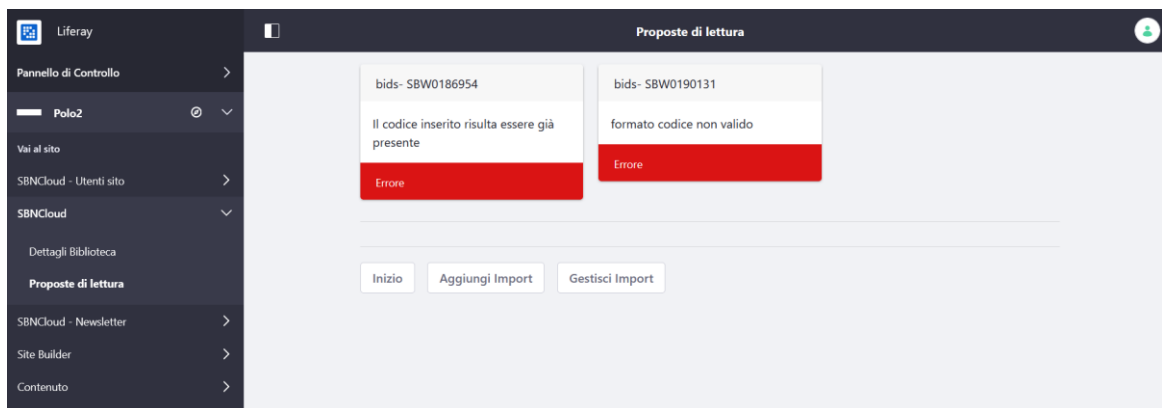 Liferay
Proposte di lettura
Pannello di Controllo
Polo2
Vai al sito
SBNCloud - Utenti sito
SBNCloud
Dettagli Biblioteca
Proposte di lettura
SBNCloud - Newsletter
Site Builder
Contenuto
bids- SBW0186954
Il codice inserito risulta essere già
presente
Errore
bids- SBW0190131
formato codice non valido
Errore
Inizio
Aggiungi Import
Gestisci Import